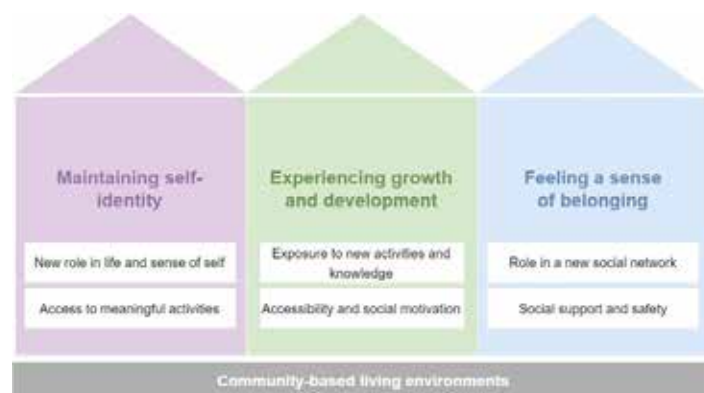 Maintaining self-
identity
New role in life and sense of self
Access to meaningful activities
Experiencing growth
and development
Exposure to new activities and
knowledge
Accessibility and social motivation
Feeling a sense
of belonging
Role in a new social network
Social support and safety
Community-based living environments